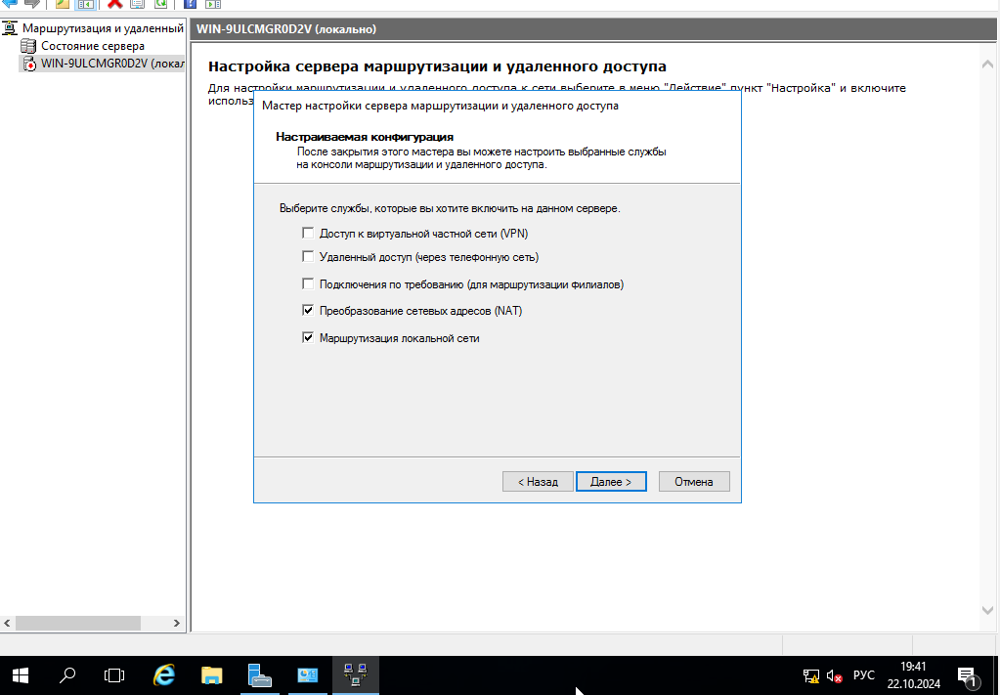 Маршрутизация и удаленный
Состояние сервера
WIN-9ULCMGR0D2V (локал
WIN-9ULCMGR0D2V (локально)
Настройка сервера маршрутизации и удаленного доступа
Для настройки маршрутизации и удаленного доступа к сети выберите в меню "Действие" пункт "Настройка" и включите
использ
Мастер настройки сервера маршрутизации и удаленного доступа
Настраиваемая конфигурация
После закрытия этого мастера вы можете настроить выбранные службы
на консоли маршрутизации и удаленного доступа.
Выберите службы, которые вы хотите включить на данном сервере.
Доступ к виртуальной частной сети (VPN)
Удаленный доступ (через телефонную сеть)
Подключения по требованию (для маршрутизации филиалов)
Преобразование сетевых адресов (NAT)
Маршрутизация локальной сети
< Назад
Далее >
Отмена
РУС
19:41
22.10.2024
1